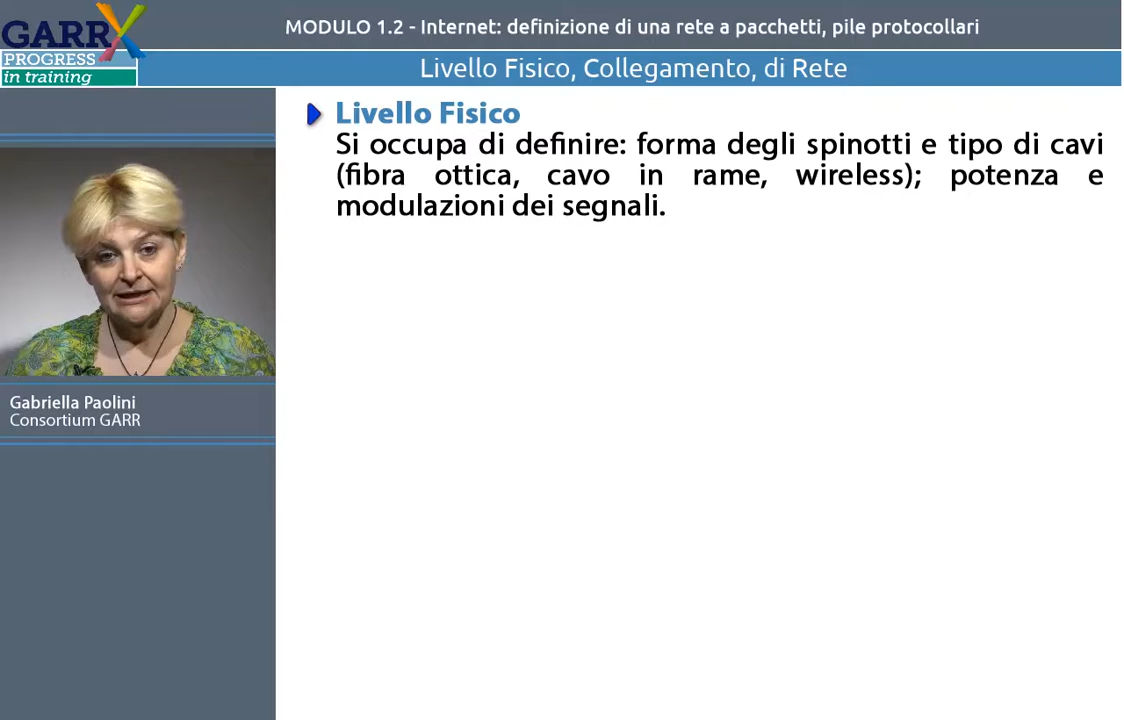 GARR X
PROGRESS
in training
MODULO 1.2 - Internet: definizione di una rete a pacchetti, pile protocollari
Livello Fisico, Collegamento, di Rete
Livello Fisico
Si occupa di definire: forma degli spinotti e tipo di cavi
(fibra ottica, cavo in rame, wireless); potenza e
modulazioni dei segnali.
Gabriella Paolini
Consortium GARR